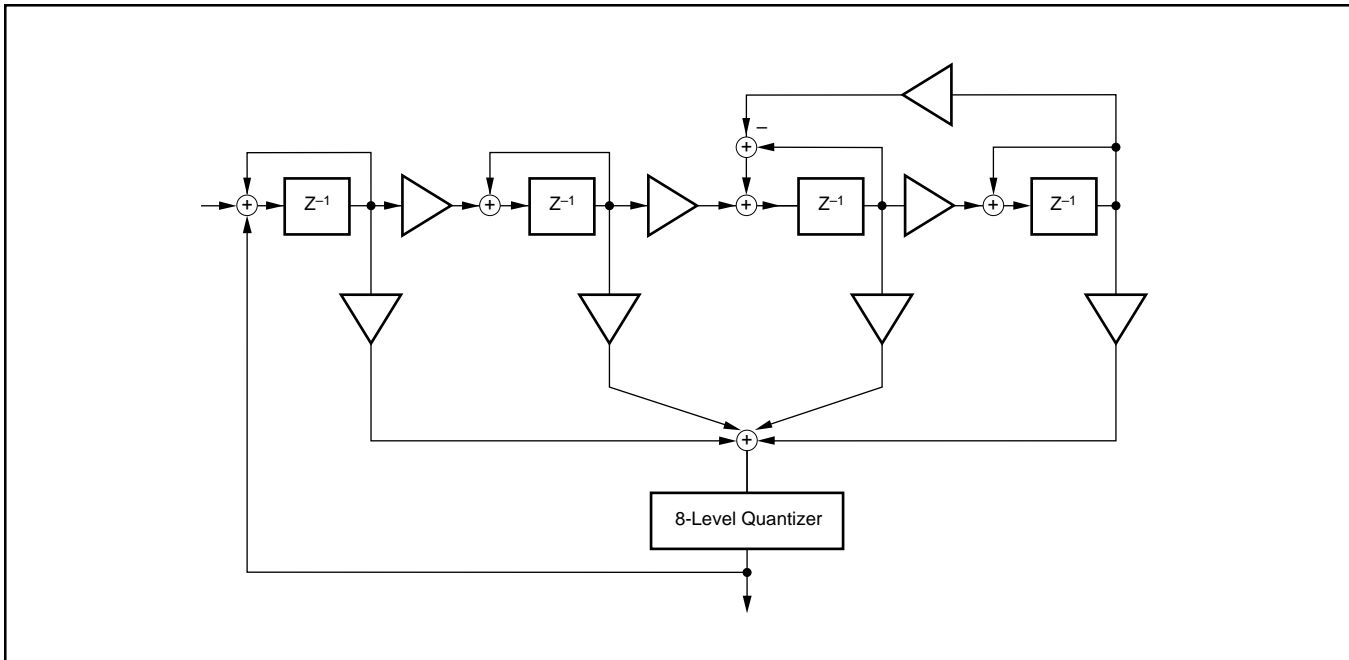 –
+
+ Z⁻¹ + Z⁻¹ + Z⁻¹ + Z⁻¹
+
8-Level Quantizer